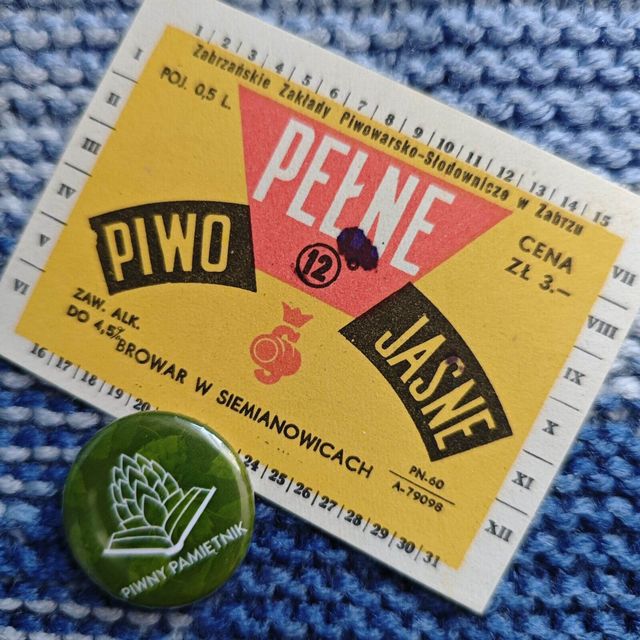 1 | 2 | 3 | 4 | 5 | 6 | 7 | 8 | 9 | 10 | 11 | 12 | 13 | 14 | 15
Zabrzańskie Zakłady Piwowarsko-Słodownicze w Zabrzu
POJ. 0,5 L.
PEŁNE
12
CENA
ZŁ 3.-
PIWO
JASNE
ZAW. ALK.
DO 4,5%
BROWAR W SIEMIANOWICACH
PN-60
A-79098
I
II
III
IV
V
VI
VII
VIII
IX
X
XI
XII
16 | 17 | 18 | 19 | 20
24 | 25 | 26 | 27 | 28 | 29 | 30 | 31
PIWNY PAMIĘTNIK